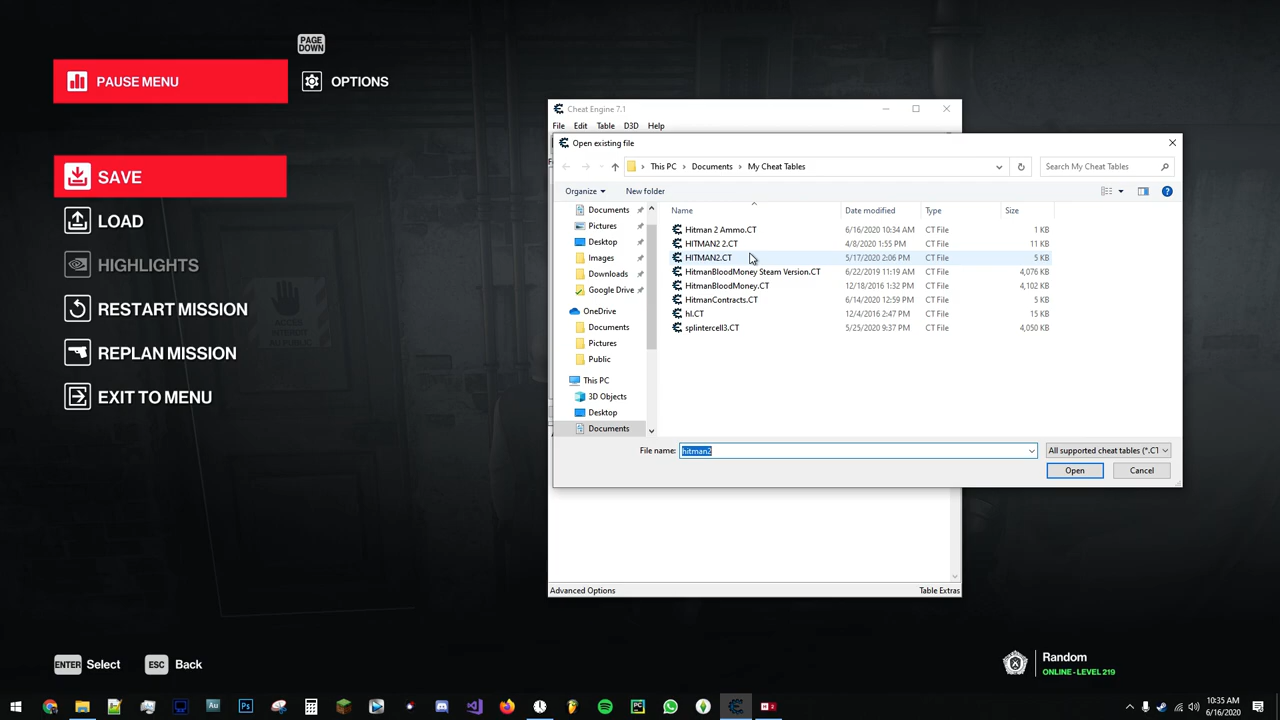 PAGE
DOWN
PAUSE MENU
OPTIONS
SAVE
LOAD
HIGHLIGHTS
RESTART MISSION
REPLAN MISSION
EXIT TO MENU
ACCÈS
INTERDIT
AU PUBLIC
Cheat Engine 7.1
File Edit Table D3D Help
Open existing file
This PC > Documents > My Cheat Tables
Search My Cheat Tables
Organize
New folder
Documents
Pictures
Desktop
Images
Downloads
Google Drive
OneDrive
Documents
Pictures
Public
This PC
3D Objects
Desktop
Documents
Name Date modified Type Size
Hitman 2 Ammo.CT 6/16/2020 10:34 AM CT File 1 KB
HITMAN2 2.CT 4/8/2020 1:55 PM CT File 11 KB
HITMAN2.CT 5/17/2020 2:06 PM CT File 5 KB
HitmanBloodMoney Steam Version.CT 6/22/2019 11:19 AM CT File 4,076 KB
HitmanBloodMoney.CT 12/18/2016 1:32 PM CT File 4,102 KB
HitmanContracts.CT 6/14/2020 12:59 PM CT File 5 KB
hl.CT 12/4/2016 2:47 PM CT File 15 KB
splintercell3.CT 5/25/2020 9:37 PM CT File 4,050 KB
File name: hitman2
All supported cheat tables (*.CT
Open
Cancel
Advanced Options
Table Extras
ENTER Select
ESC Back
Random
ONLINE - LEVEL 219
10:35 AM
6/16/2020